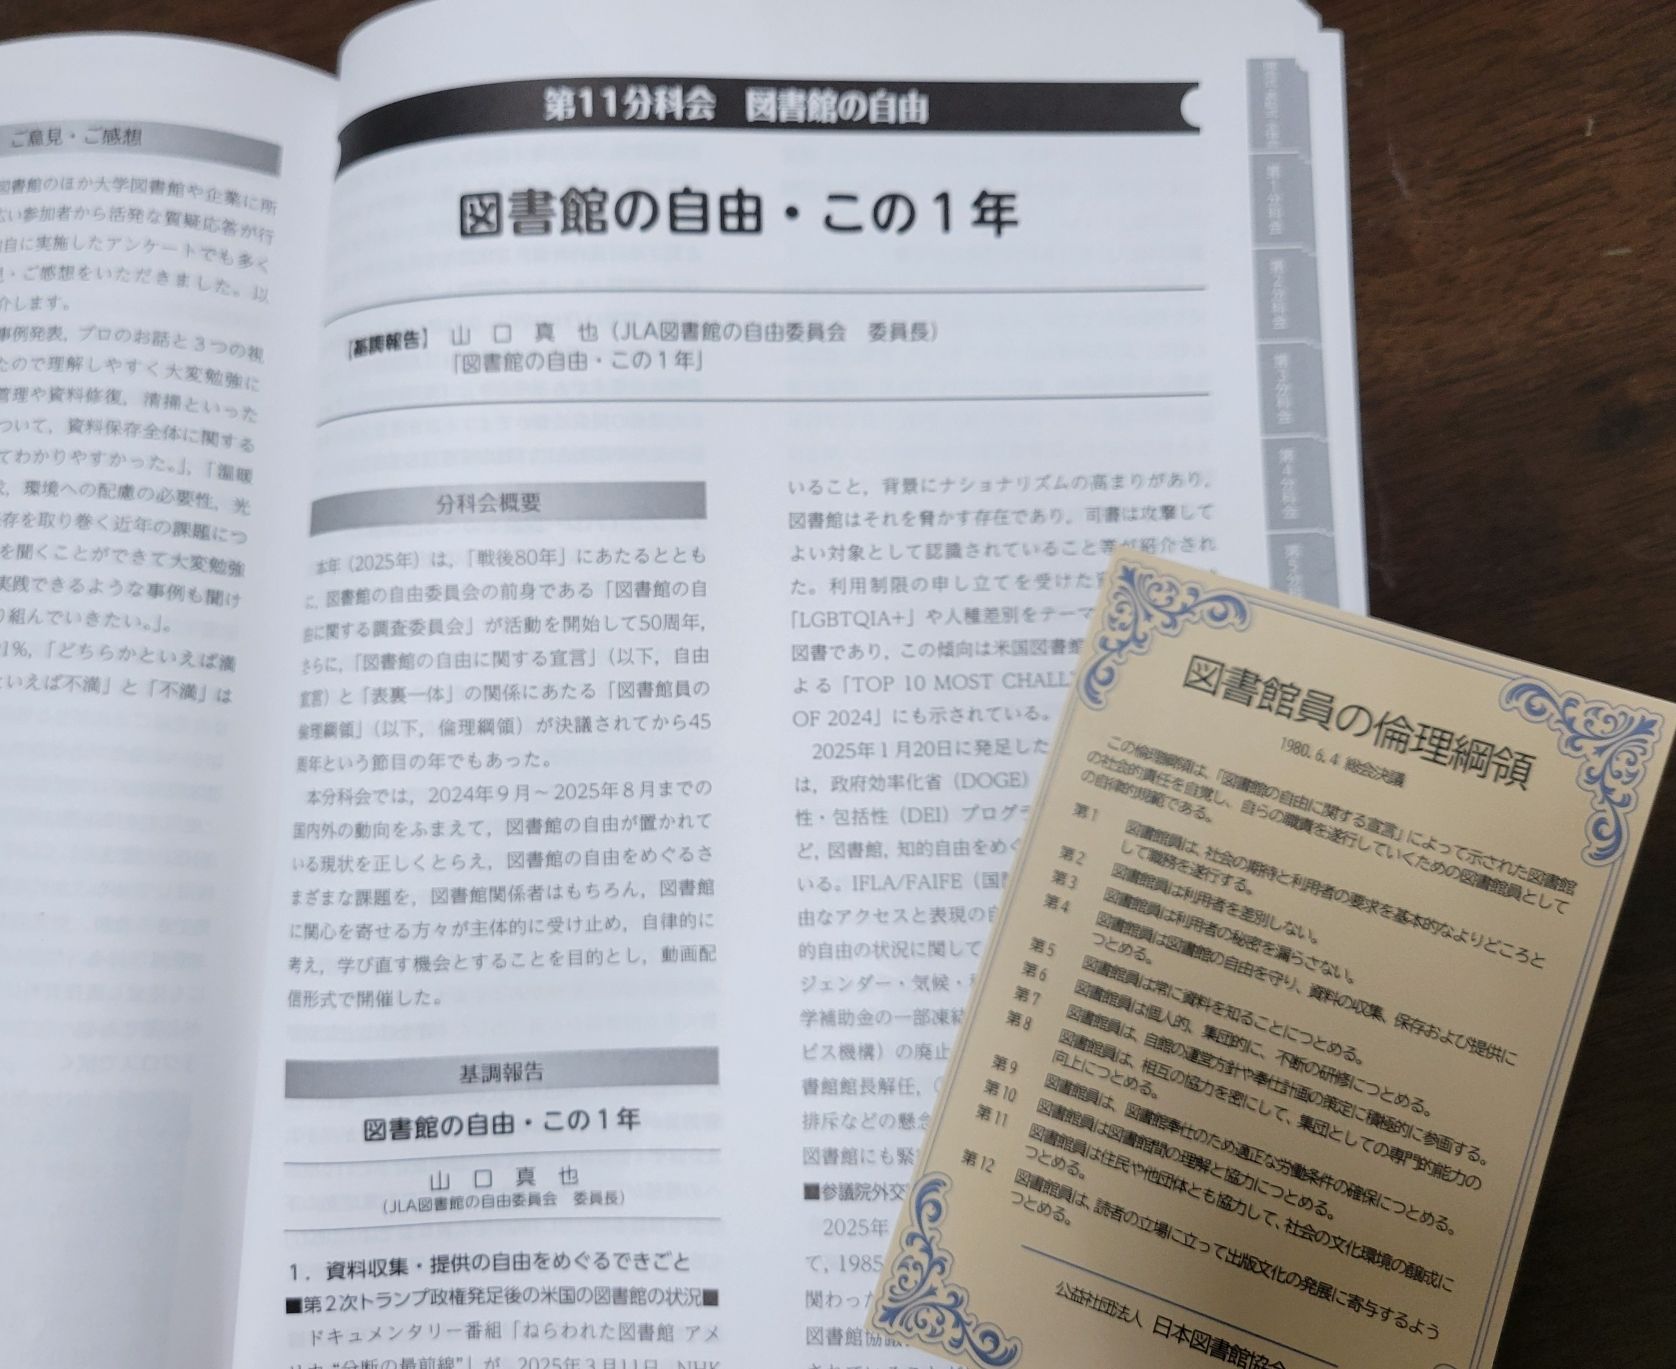 ご意見・ご感想
図書館のほか大学図書館や企業に所
広い参加者から活発な質疑応答が行
自に実施したアンケートでも多く
・ご感想をいただきました。以
介します。
事例発表，プロのお話と３つの視
たので理解しやすく大変勉強に
管理や資料修復，清掃といった
ついて，資料保存全体に関する
てわかりやすかった。」，「温暖
，環境への配慮の必要性，光
存を取り巻く近年の課題につ
を聞くことができて大変勉強
実践できるような事例も聞け
り組んでいきたい。」。
1%，「どちらかといえば満
といえば不満」と「不満」は
第11分科会　図書館の自由
図書館の自由・この１年
【基調報告】　山　口　真　也（JLA図書館の自由委員会　委員長）
「図書館の自由・この１年」
分科会概要
本年（2025年）は，「戦後80年」にあたるととも
に，図書館の自由委員会の前身である「図書館の自
由に関する調査委員会」が活動を開始して50周年，
さらに，「図書館の自由に関する宣言」（以下，自由
宣言）と「表裏一体」の関係にあたる「図書館員の
倫理綱領」（以下，倫理綱領）が決議されてから45
周年という節目の年でもあった。
本分科会では，2024年９月～2025年８月までの
国内外の動向をふまえて，図書館の自由が置かれて
いる現状を正しくとらえ，図書館の自由をめぐるさ
まざまな課題を，図書館関係者はもちろん，図書館
に関心を寄せる方々が主体的に受け止め，自律的に
考え，学び直す機会とすることを目的とし，動画配
信形式で開催した。
基調報告
図書館の自由・この１年
山　口　真　也
（JLA図書館の自由委員会　委員長）
１．資料収集・提供の自由をめぐるできごと
■第２次トランプ政権発足後の米国の図書館の状況■
ドキュメンタリー番組「ねらわれた図書館 アメ
リカ“分断の最前線”」が，2025年３月11日，NHK
いること，背景にナショナリズムの高まりがあり，
図書館はそれを脅かす存在であり，司書は攻撃して
よい対象として認識されていること等が紹介され
た。利用制限の申し立てを受けた
「LGBTQIA+」や人種差別をテーマ
図書であり，この傾向は米国図書館
よる「TOP 10 MOST CHALL
OF 2024」にも示されている。
2025年１月20日に発足した
は，政府効率化省（DOGE）
性・包括性（DEI）プログラ
ど，図書館，知的自由をめぐ
いる。IFLA/FAIFE（国
由なアクセスと表現の自
的自由の状況に関して
ジェンダー・気候・
学補助金の一部凍結
ビス機構）の廃止
書館館長解任，
排斥などの懸念
図書館にも緊
■参議院外交
2025年
て，1985
関わった
図書館協
第１分科会
第２分科会
第３分科会
第４分科会
第５分科
図書館員の倫理綱領
1980. 6. 4 総会決議
この倫理綱領は、「図書館の自由に関する宣言」によって示された図書館
の社会的責任を自覚し、自らの職責を遂行していくための図書館員として
の自律的規範である。
第１　図書館員は、社会の期待と利用者の要求を基本的なよりどころと
して職務を遂行する。
第２　図書館員は利用者を差別しない。
第３　図書館員は利用者の秘密を漏らさない。
第４　図書館員は図書館の自由を守り、資料の収集、保存および提供に
つとめる。
第５　図書館員は常に資料を知ることにつとめる。
第６　図書館員は個人的、集団的に、不断の研修につとめる。
第７　図書館員は、自館の運営方針や奉仕計画の策定に積極的に参画する。
第８　図書館員は、相互の協力を密にして、集団としての専門的能力の
向上につとめる。
第９　図書館員は、図書館奉仕のため適正な労働条件の確保につとめる。
第10　図書館員は図書館間の理解と協力につとめる。
第11　図書館員は住民や他団体とも協力して、社会の文化環境の醸成に
つとめる。
第12　図書館員は、読者の立場に立って出版文化の発展に寄与するよう
つとめる。
公益社団法人 日本図書館協会